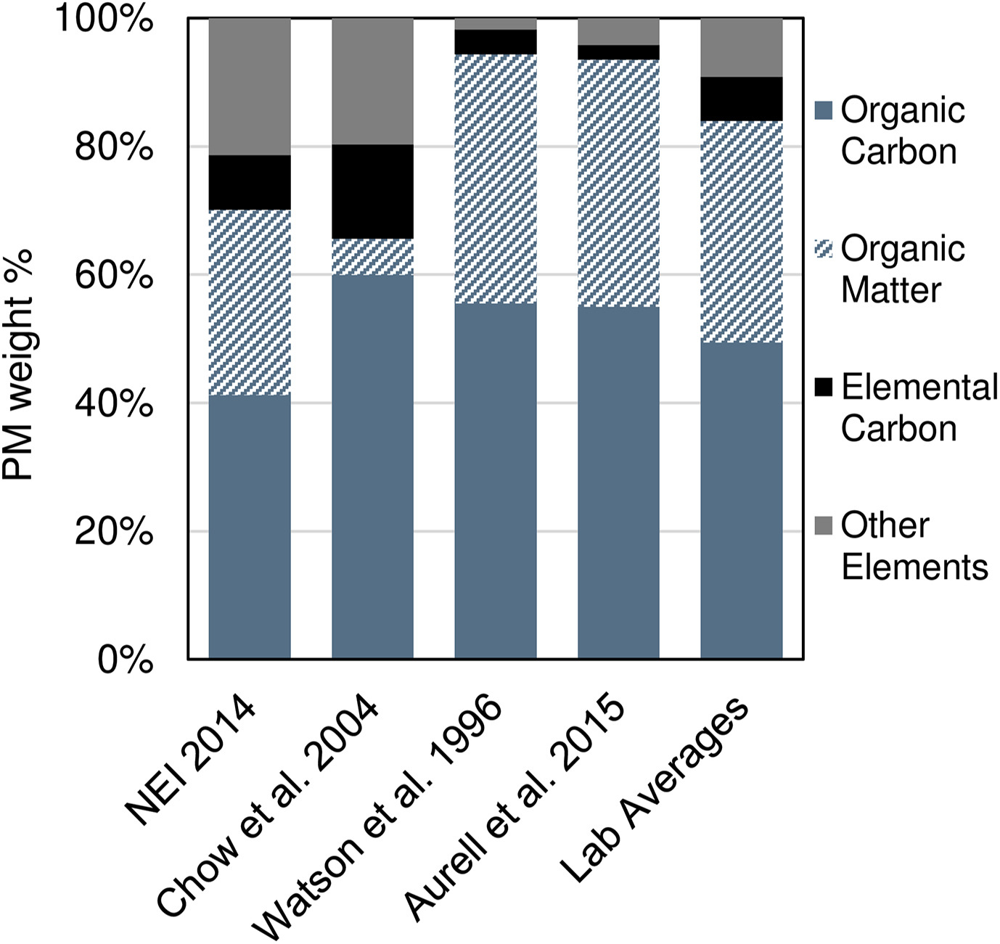 100%
80%
60%
40%
20%
0%
PM weight %
NEI 2014
Chow et al. 2004
Watson et al. 1996
Aurell et al. 2015
Lab Averages
Organic
Carbon
Organic
Matter
Elemental
Carbon
Other
Elements